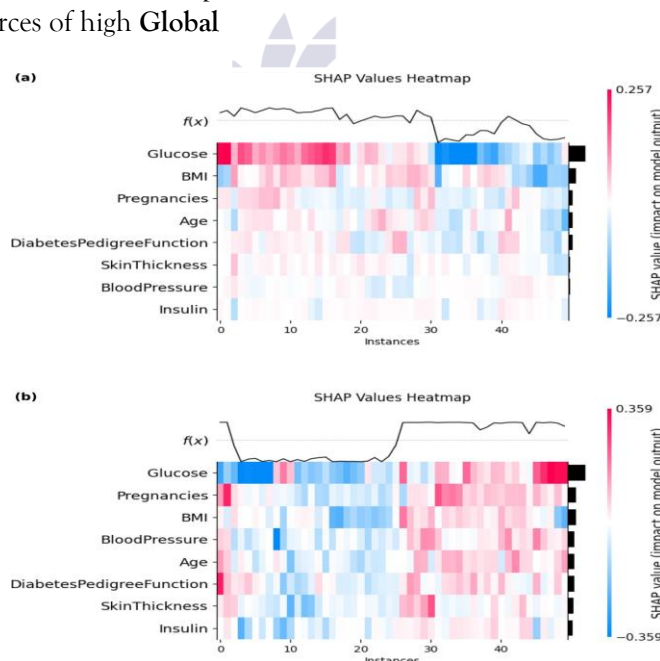 rces of high Global
(a)
SHAP Values Heatmap
0.257
f(x)
Glucose
BMI
Pregnancies
Age
DiabetesPedigreeFunction
SkinThickness
BloodPressure
Insulin
−0.257
0 10 20 30 40
Instances
SHAP value (impact on model output)
(b)
SHAP Values Heatmap
0.359
f(x)
Glucose
Pregnancies
BMI
BloodPressure
Age
DiabetesPedigreeFunction
SkinThickness
Insulin
−0.359
0 10 20 30 40
Instances
SHAP value (impact on model output)